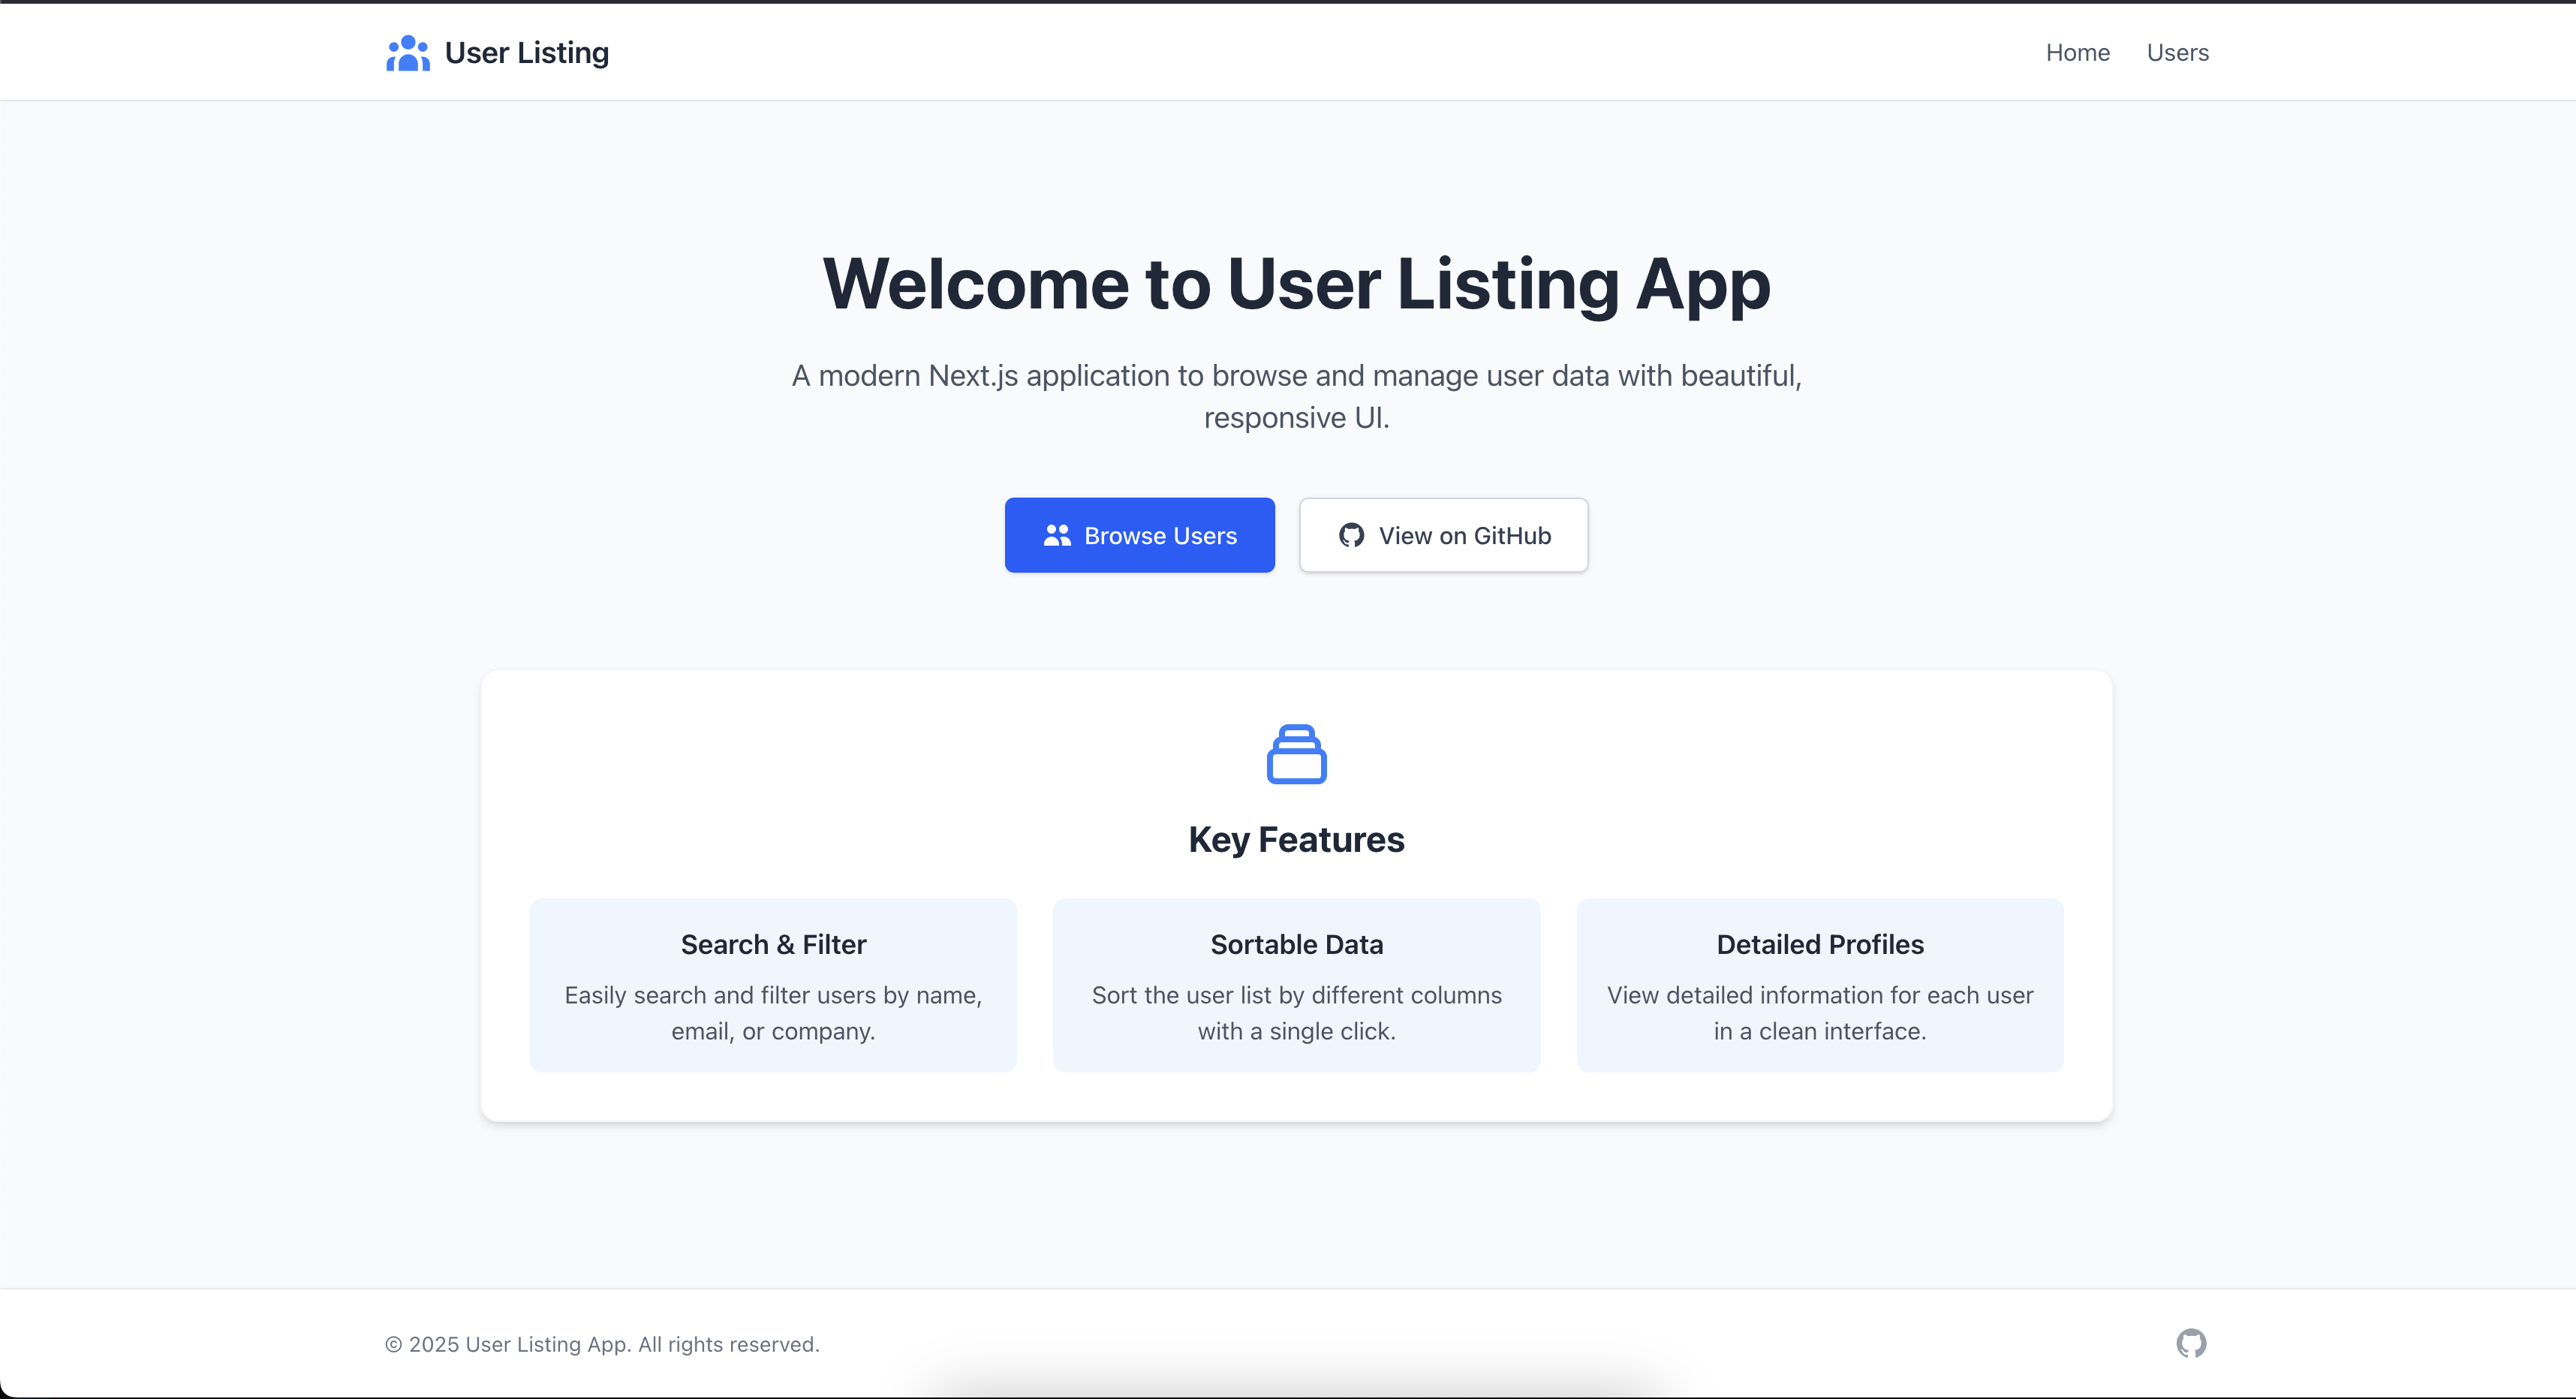 User Listing
Home Users
Welcome to User Listing App
A modern Next.js application to browse and manage user data with beautiful,
responsive UI.
Browse Users
View on GitHub
Key Features
Search & Filter
Easily search and filter users by name,
email, or company.
Sortable Data
Sort the user list by different columns
with a single click.
Detailed Profiles
View detailed information for each user
in a clean interface.
© 2025 User Listing App. All rights reserved.